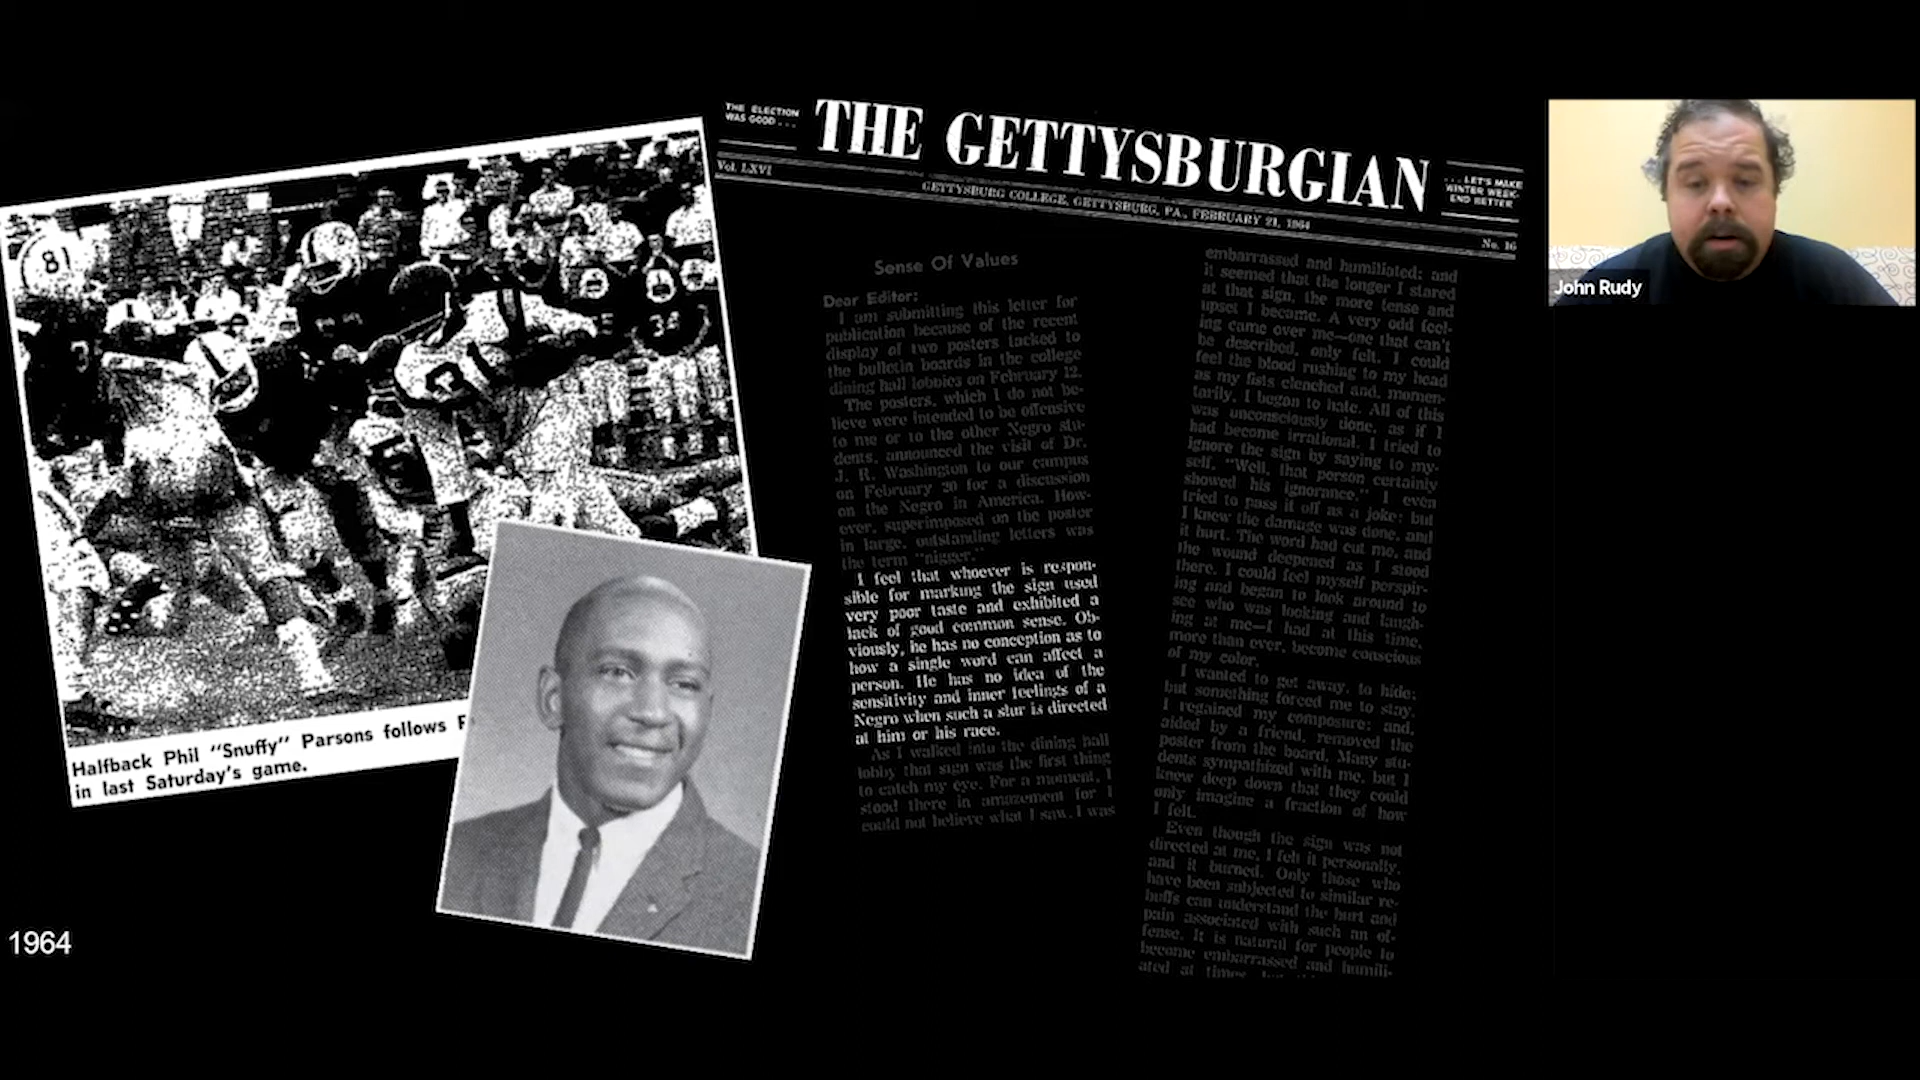 THE ELECTION
WAS GOOD . . .
THE GETTYSBURGIAN
. . . LET'S MAKE
WINTER WEEK-
END BETTER
Vol. LXVI
GETTYSBURG COLLEGE, GETTYSBURG, PA., FEBRUARY 21, 1964
No. 16
81
31
33
Halfback Phil "Snuffy" Parsons follows
in last Saturday's game.
1964
Sense Of Values
Dear Editor:
I am submitting this letter for
publication because of the recent
display of two posters tacked to
the bulletin boards in the college
dining hall lobbies on February 12.
The posters, which I do not be-
lieve were intended to be offensive
to me or to the other Negro stu-
dents, announced the visit of Dr.
J. R. Washington to our campus
on February 20 for a discussion
on the Negro in America. How-
ever, superimposed on the poster
in large, outstanding letters was
the term "nigger."
I feel that whoever is respon-
sible for marking the sign used
very poor taste and exhibited a
lack of good common sense. Ob-
viously, he has no conception as to
how a single word can affect a
person. He has no idea of the
sensitivity and inner feelings of a
Negro when such a slur is directed
at him or his race.
As I walked into the dining hall
lobby that sign was the first thing
to catch my eye. For a moment, I
stood there in amazement for I
could not believe what I saw. I was
embarrassed and humiliated; and
it seemed that the longer I stared
at that sign, the more tense and
upset I became. A very odd feel-
ing came over me—one that can't
be described, only felt. I could
feel the blood rushing to my head
as my fists clenched and, momen-
tarily, I began to hate. All of this
was unconsciously done, as if I
had become irrational. I tried to
ignore the sign by saying to my-
self, "Well, that person certainly
showed his ignorance." I even
tried to pass it off as a joke; but
I knew the damage was done, and
it hurt. The word had cut me, and
the wound deepened as I stood
there. I could feel myself perspir-
ing and began to look around to
see who was looking and laugh-
ing at me—I had at this time,
more than ever, become conscious
of my color.
I wanted to get away, to hide;
but something forced me to stay.
I regained my composure; and,
aided by a friend, removed the
poster from the board. Many stu-
dents sympathized with me, but I
knew deep down that they could
only imagine a fraction of how
I felt.
Even though the sign was not
directed at me, I felt it personally,
and it burned. Only those who
have been subjected to similar re-
buffs can understand the hurt and
pain associated with such an of-
fense. It is natural for people to
become embarrassed and humili-
ated at times,
John Rudy